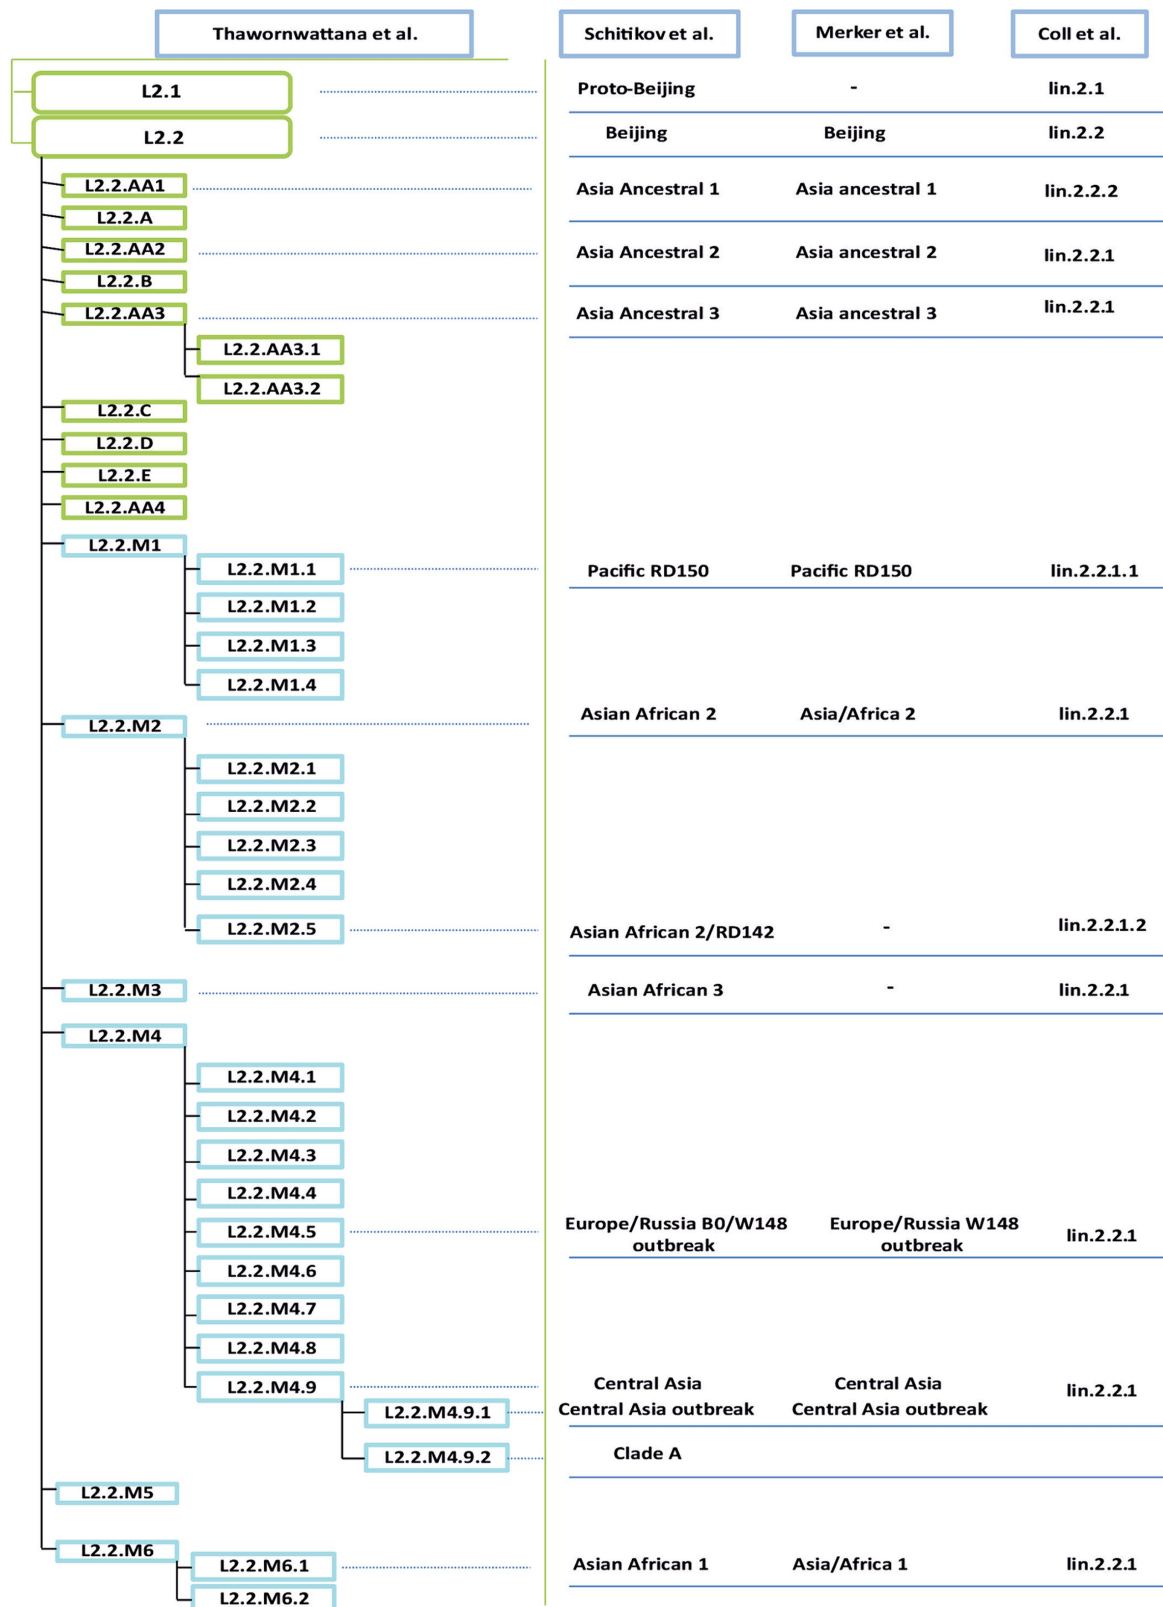 Thawornwattana et al. Schitikov et al. Merker et al. Coll et al.
L2.1 Proto-Beijing - lin.2.1
L2.2 Beijing Beijing lin.2.2
L2.2.AA1 Asia Ancestral 1 Asia ancestral 1 lin.2.2.2
L2.2.A
L2.2.AA2 Asia Ancestral 2 Asia ancestral 2 lin.2.2.1
L2.2.B
L2.2.AA3 Asia Ancestral 3 Asia ancestral 3 lin.2.2.1
L2.2.AA3.1
L2.2.AA3.2
L2.2.C
L2.2.D
L2.2.E
L2.2.AA4
L2.2.M1
L2.2.M1.1 Pacific RD150 Pacific RD150 lin.2.2.1.1
L2.2.M1.2
L2.2.M1.3
L2.2.M1.4
L2.2.M2 Asian African 2 Asia/Africa 2 lin.2.2.1
L2.2.M2.1
L2.2.M2.2
L2.2.M2.3
L2.2.M2.4
L2.2.M2.5 Asian African 2/RD142 - lin.2.2.1.2
L2.2.M3 Asian African 3 - lin.2.2.1
L2.2.M4
L2.2.M4.1
L2.2.M4.2
L2.2.M4.3
L2.2.M4.4
L2.2.M4.5 Europe/Russia B0/W148 Europe/Russia W148 lin.2.2.1
outbreak outbreak
L2.2.M4.6
L2.2.M4.7
L2.2.M4.8
L2.2.M4.9 Central Asia Central Asia lin.2.2.1
L2.2.M4.9.1 Central Asia outbreak Central Asia outbreak
L2.2.M4.9.2 Clade A
L2.2.M5
L2.2.M6
L2.2.M6.1 Asian African 1 Asia/Africa 1 lin.2.2.1
L2.2.M6.2